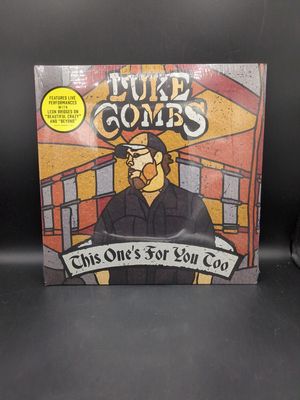 LUKE
COMBS
FEATURES LIVE
PERFORMANCES
WITH
LEON BRIDGES ON
"BEAUTIFUL CRAZY"
AND "BEYOND"
This One's For You Too